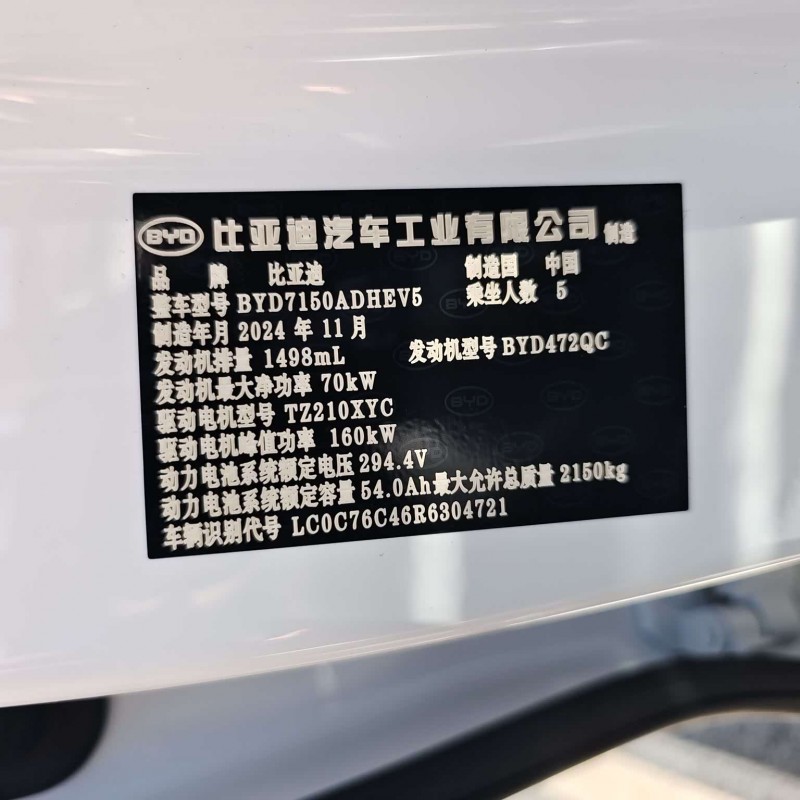 BYD 比亚迪汽车工业有限公司 制造
品 牌 比亚迪 制造国 中国
整车型号 BYD7150ADHEV5 乘坐人数 5
制造年月 2024 年 11 月
发动机排量 1498mL 发动机型号 BYD472QC
发动机最大净功率 70kW
驱动电机型号 TZ210XYC
驱动电机峰值功率 160kW
动力电池系统额定电压 294.4V
动力电池系统额定容量 54.0Ah 最大允许总质量 2150kg
车辆识别代号 LC0C76C46R6304721